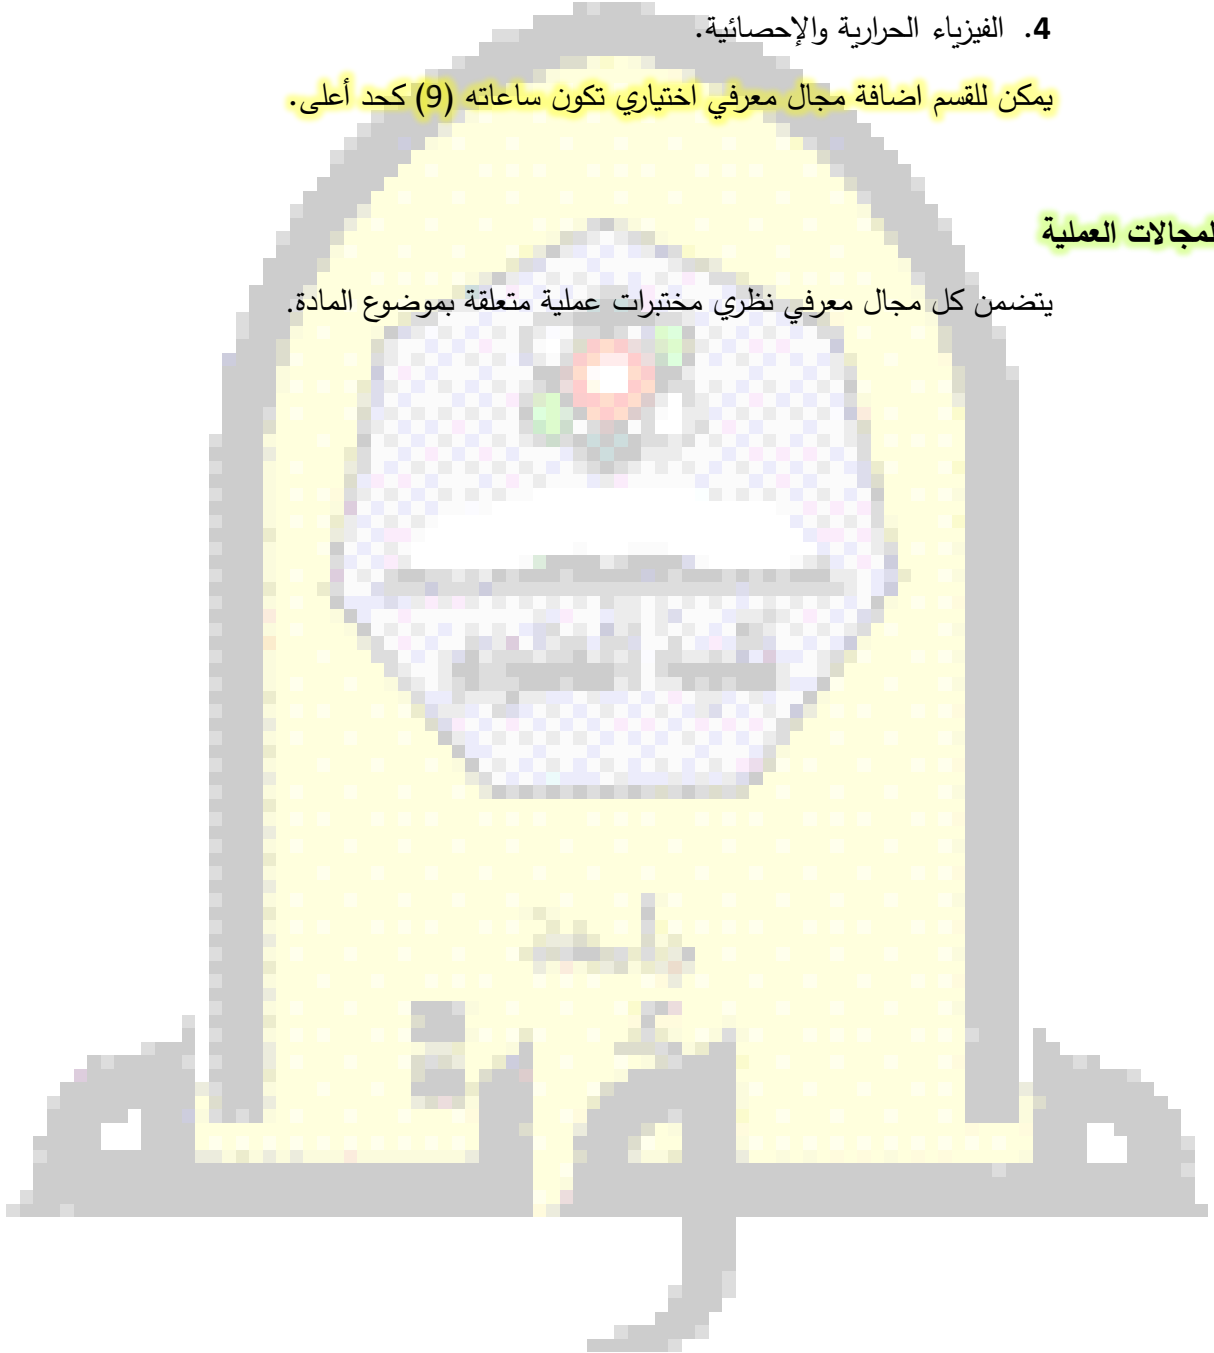 4. الفيزياء الحرارية والإحصائية.
يمكن للقسم اضافة مجال معرفي اختياري تكون ساعاته (9) كحد أعلى.
لمجالات العملية
يتضمن كل مجال معرفي نظري مختبرات عملية متعلقة بموضوع المادة.